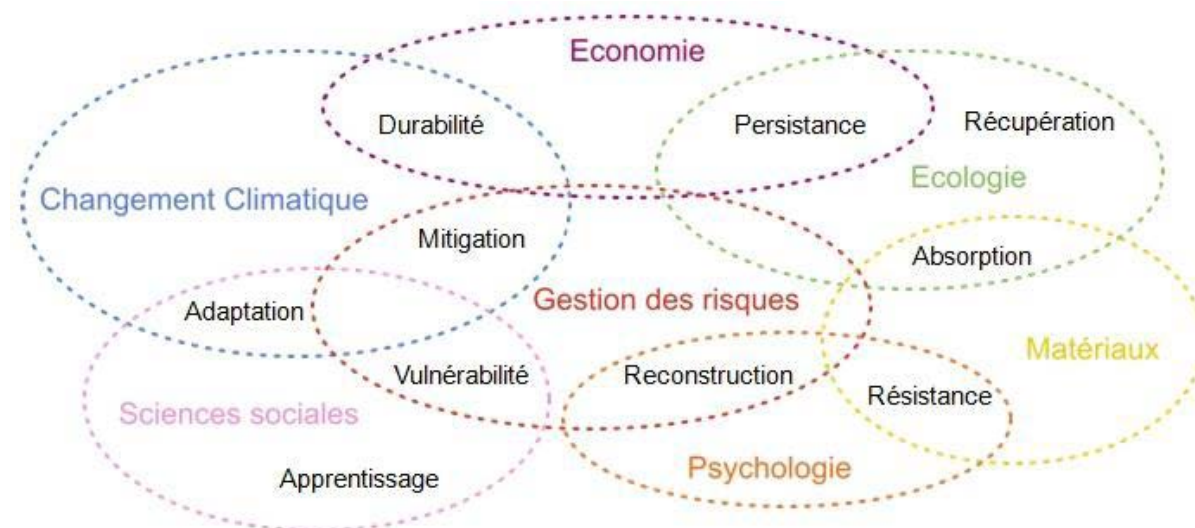 Economie
Durabilité
Persistance
Récupération
Changement Climatique
Ecologie
Mitigation
Absorption
Adaptation
Gestion des risques
Matériaux
Vulnérabilité
Reconstruction
Résistance
Sciences sociales
Psychologie
Apprentissage